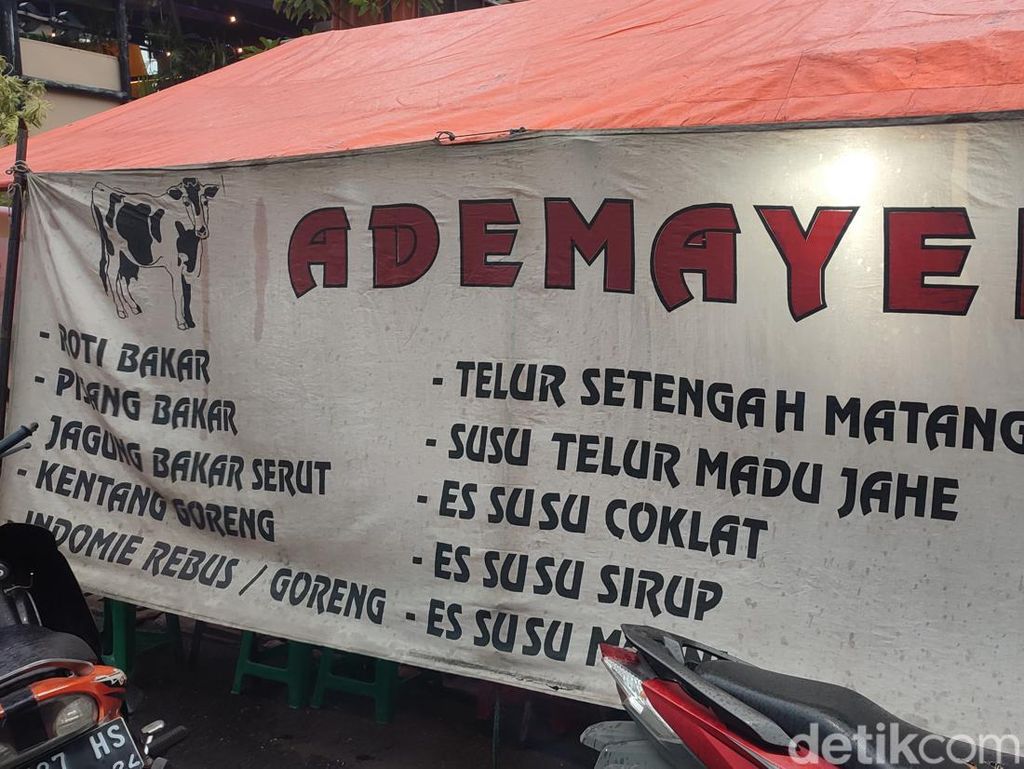 ADEMAYE
- ROTI BAKAR
- PISANG BAKAR
- JAGUNG BAKAR SERUT
- KENTANG GORENG
INDOMIE REBUS / GORENG
- TELUR SETENGAH MATANG
- SUSU TELUR MADU JAHE
- ES SUSU COKLAT
- ES SUSU SIRUP
- ES SUSU
HS
detikcom